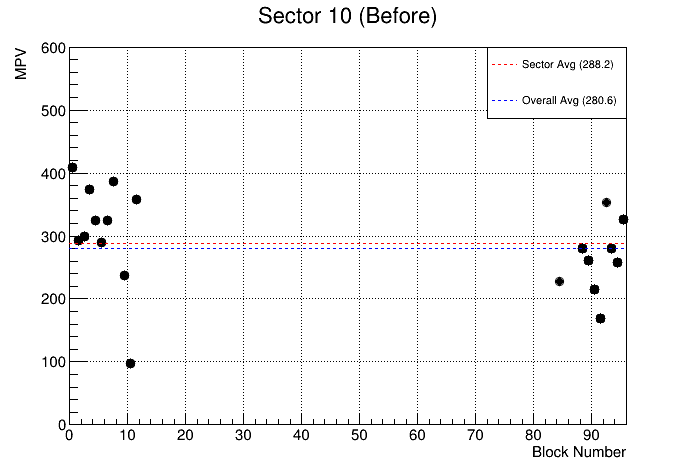 Sector 10 (Before)
MPV
600
500
400
300
200
100
0
Sector Avg (288.2)
Overall Avg (280.6)
0 10 20 30 40 50 60 70 80 90
Block Number